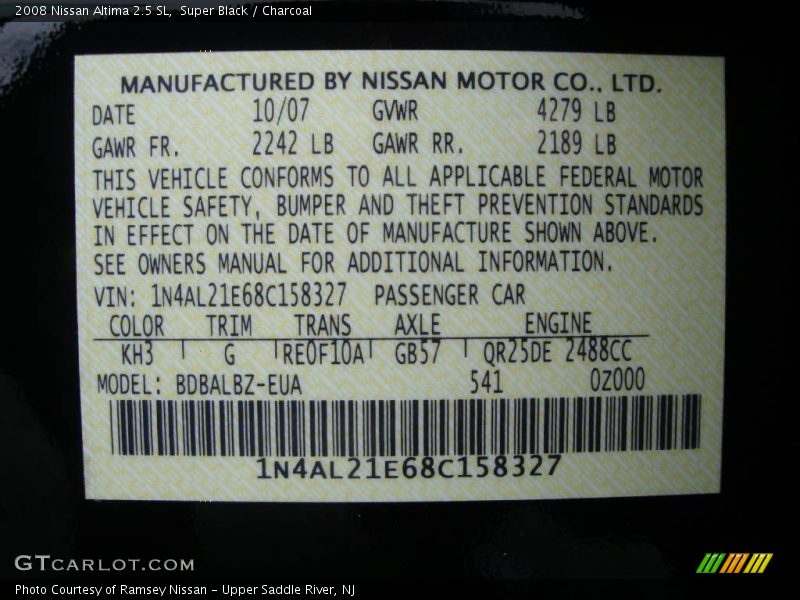 2008 Nissan Altima 2.5 SL, Super Black / Charcoal
MANUFACTURED BY NISSAN MOTOR CO., LTD.
DATE 10/07 GVWR 4279 LB
GAWR FR. 2242 LB GAWR RR. 2189 LB
THIS VEHICLE CONFORMS TO ALL APPLICABLE FEDERAL MOTOR
VEHICLE SAFETY, BUMPER AND THEFT PREVENTION STANDARDS
IN EFFECT ON THE DATE OF MANUFACTURE SHOWN ABOVE.
SEE OWNERS MANUAL FOR ADDITIONAL INFORMATION.
VIN: 1N4AL21E68C158327 PASSENGER CAR
COLOR TRIM TRANS AXLE ENGINE
KH3 G RE0F10A GB57 QR25DE 2488CC
MODEL: BDBALBZ-EUA 541 0Z000
1N4AL21E68C158327
GTCARLOT.COM
Photo Courtesy of Ramsey Nissan - Upper Saddle River, NJ